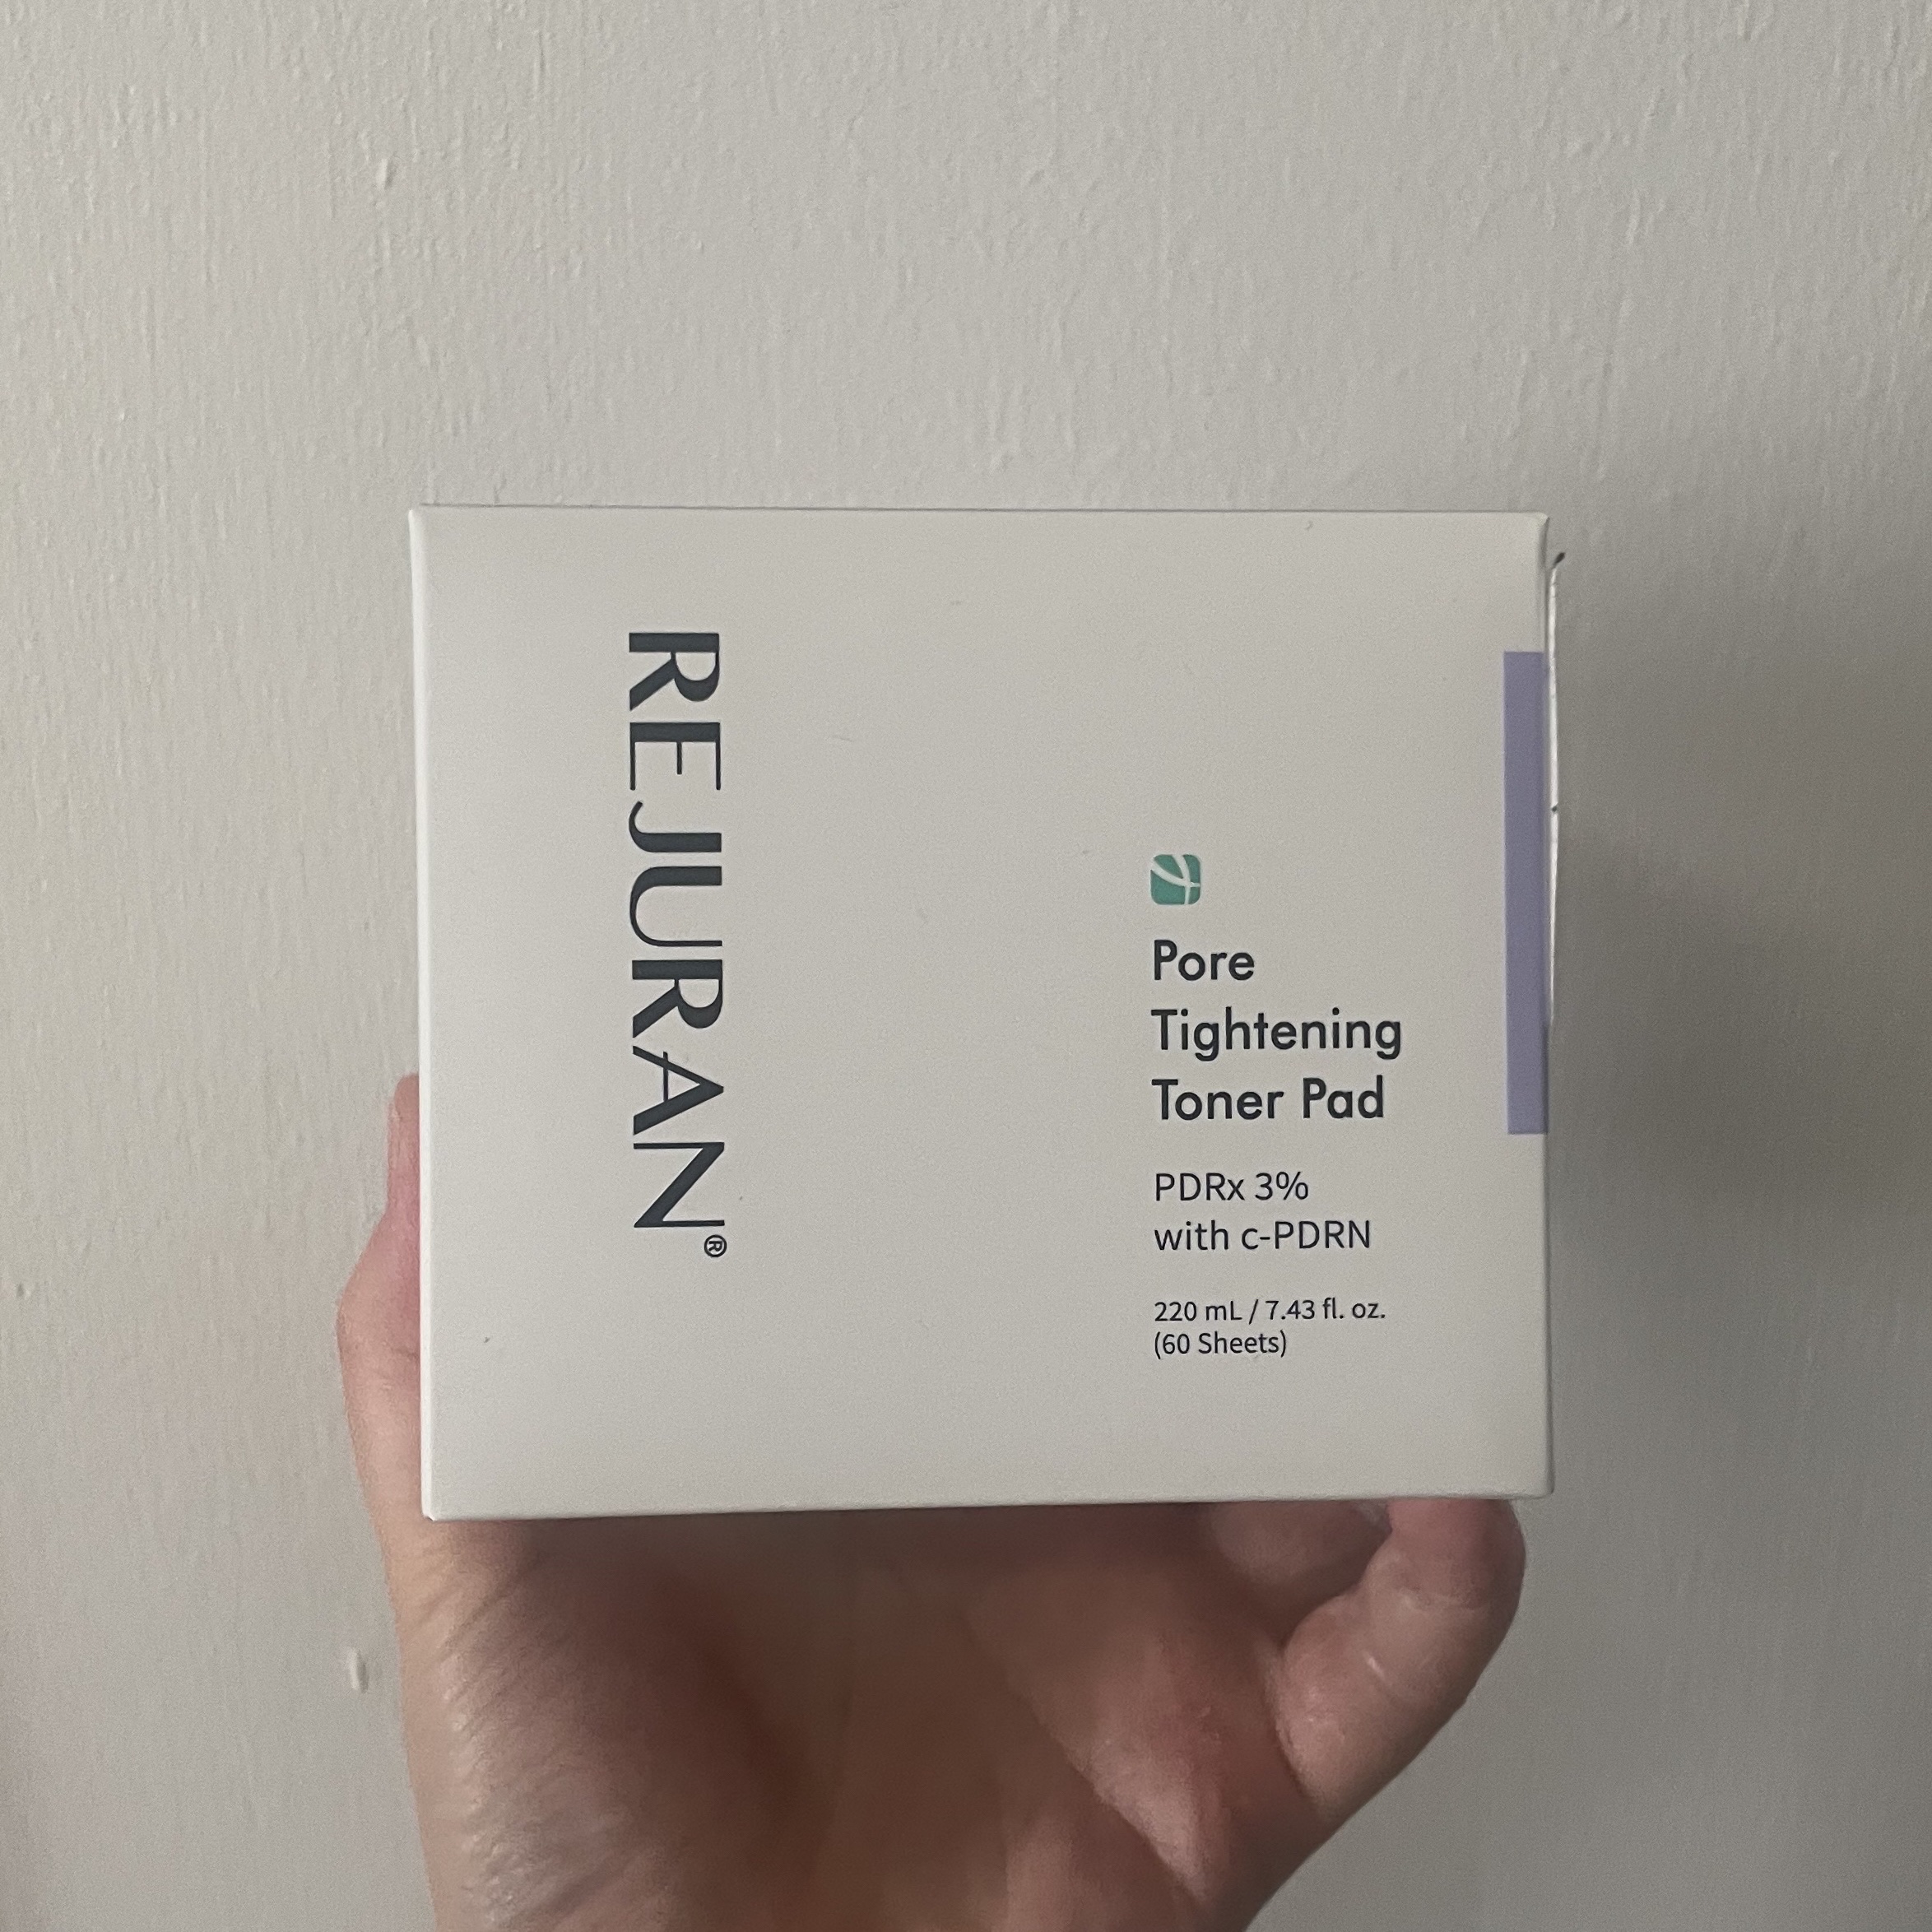 REJURAN®
Pore
Tightening
Toner Pad
PDRx 3%
with c-PDRN
220 mL / 7.43 fl. oz.
(60 Sheets)